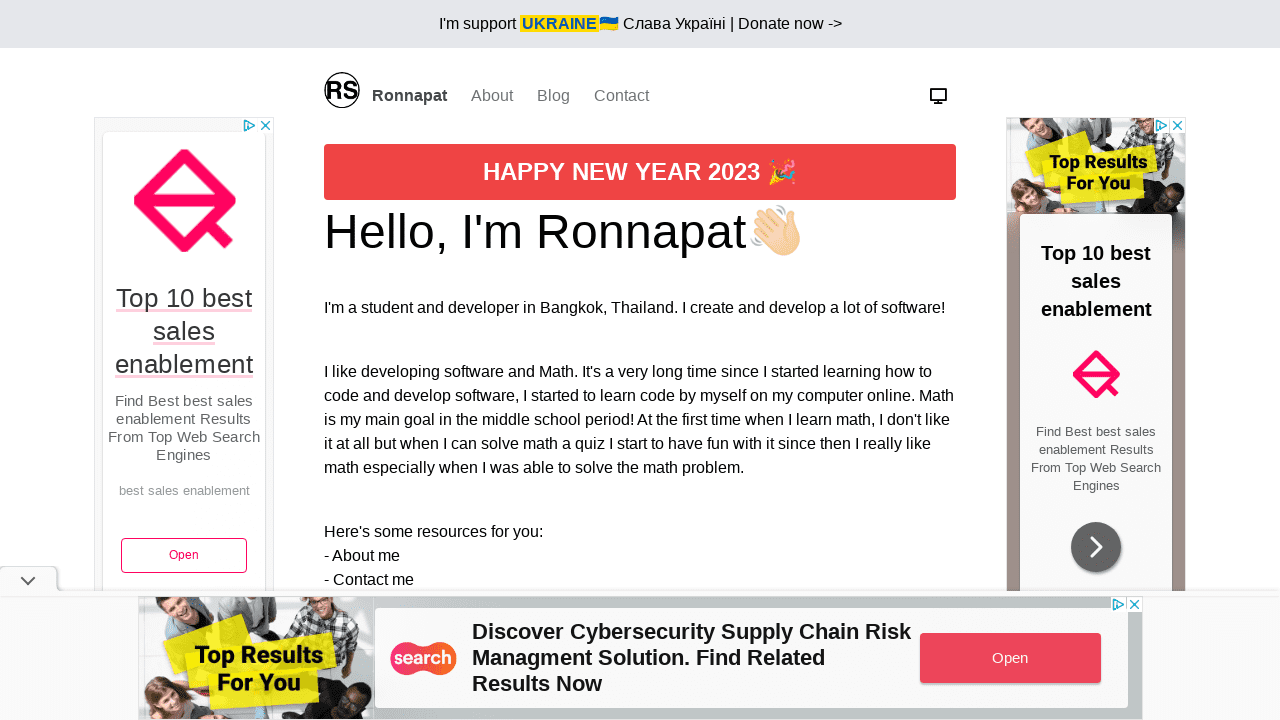 I'm support UKRAINE🇺🇦 Слава Україні | Donate now ->
RS Ronnapat About Blog Contact
HAPPY NEW YEAR 2023 🎉
Hello, I'm Ronnapat👋🏻
I'm a student and developer in Bangkok, Thailand. I create and develop a lot of software!
I like developing software and Math. It's a very long time since I started learning how to
code and develop software, I started to learn code by myself on my computer online. Math
is my main goal in the middle school period! At the first time when I learn math, I don't like
it at all but when I can solve math a quiz I start to have fun with it since then I really like
math especially when I was able to solve the math problem.
Here's some resources for you:
- About me
- Contact me
Top 10 best
sales
enablement
Find Best best sales
enablement Results
From Top Web Search
Engines
best sales enablement
Open
Top Results
For You
Top 10 best
sales
enablement
Find Best best sales
enablement Results
From Top Web Search
Engines
Top Results
For You
search
Discover Cybersecurity Supply Chain Risk
Managment Solution. Find Related
Results Now
Open